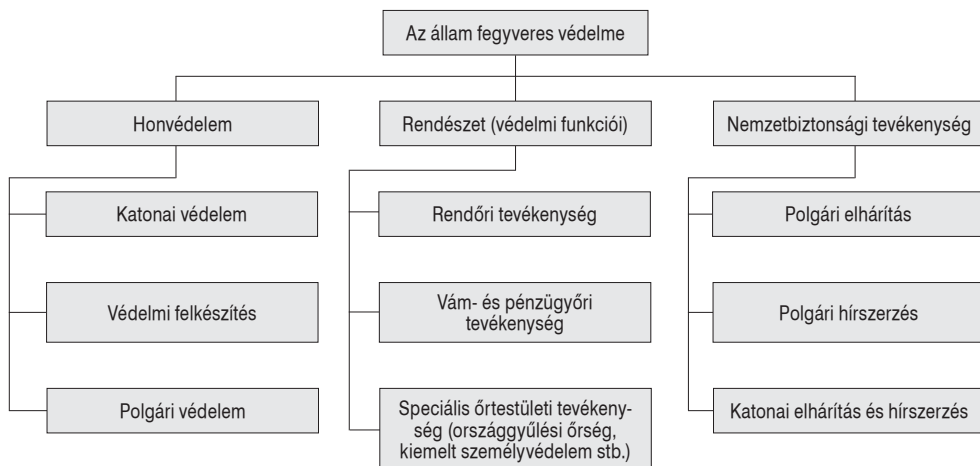 Az állam fegyveres védelme
Honvédelem
Rendészet (védelmi funkciói)
Nemzetbiztonsági tevékenység
Katonai védelem
Rendőri tevékenység
Polgári elhárítás
Védelmi felkészítés
Vám- és pénzügyőri
tevékenység
Polgári hírszerzés
Polgári védelem
Speciális őrtestületi tevékeny-
ség (országgyűlési őrség,
kiemelt személyvédelem stb.)
Katonai elhárítás és hírszerzés